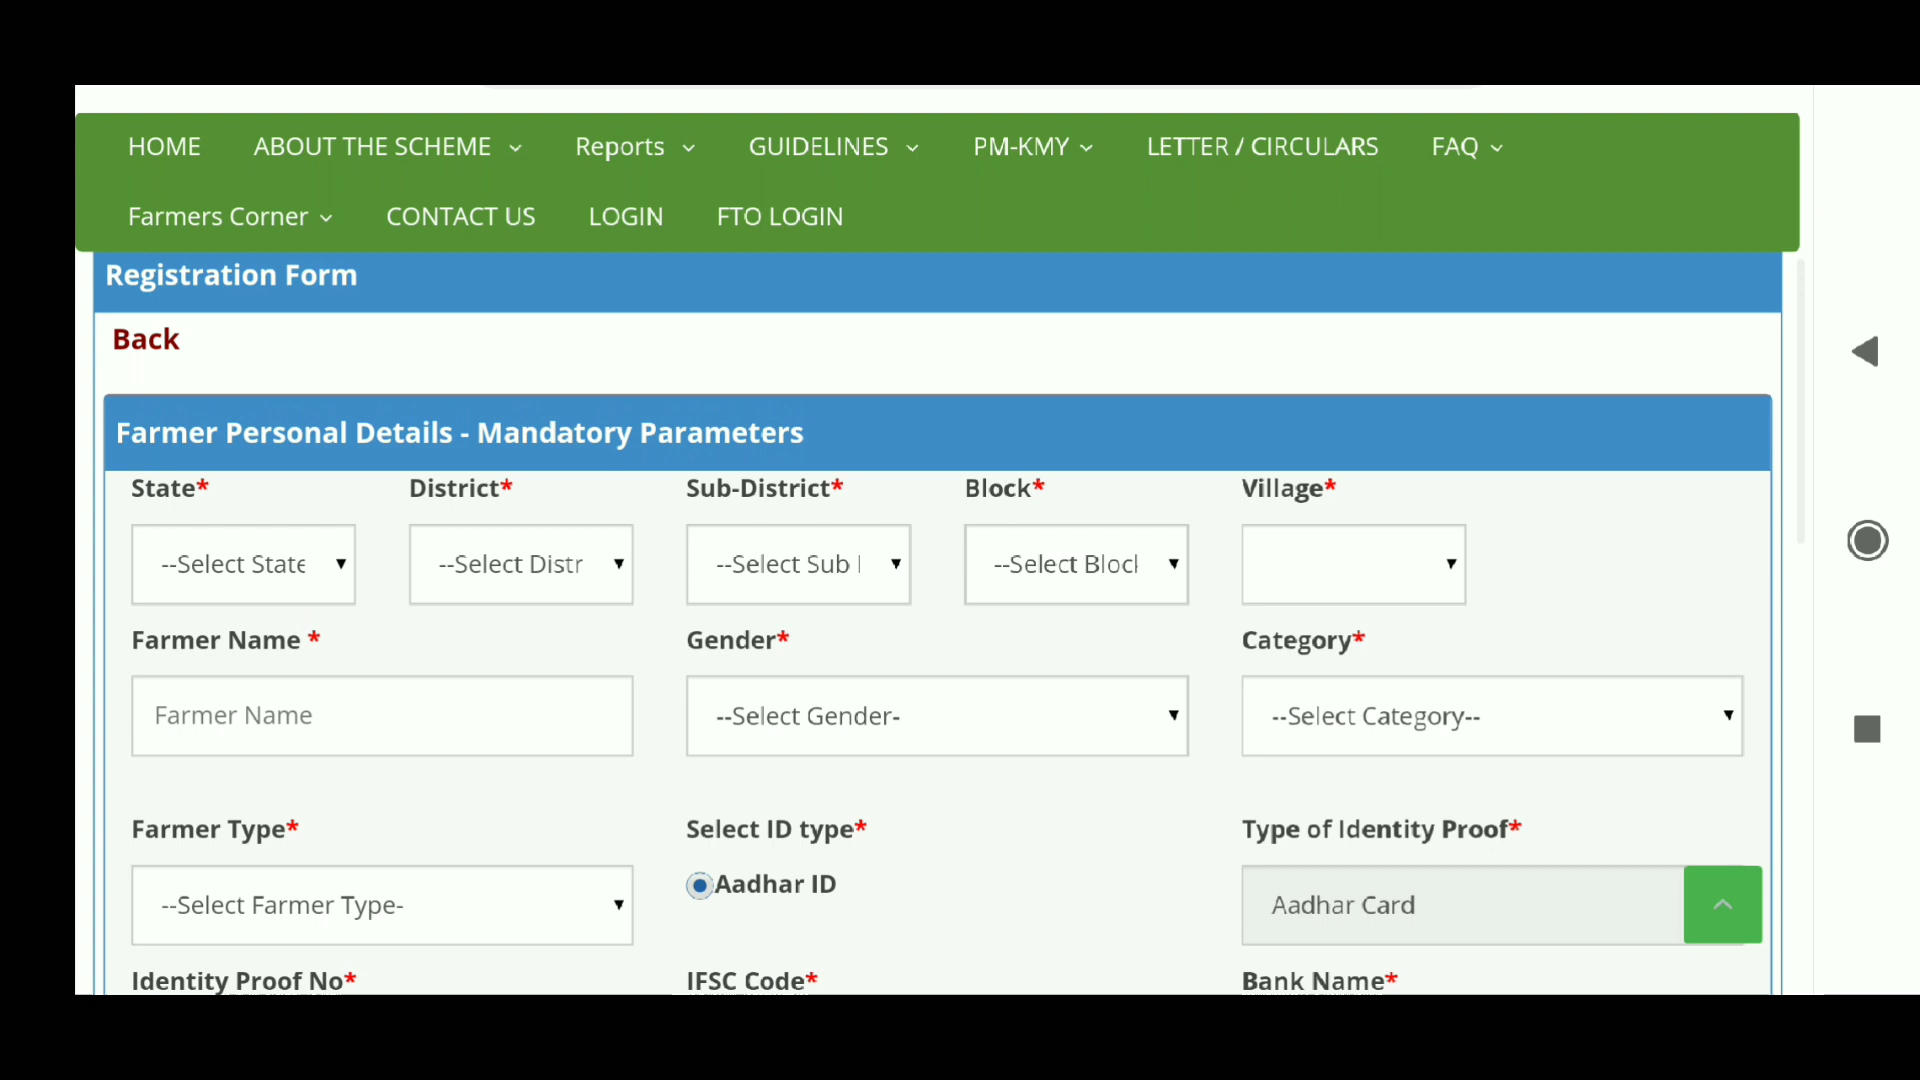 HOME ABOUT THE SCHEME Reports GUIDELINES PM-KMY LETTER / CIRCULARS FAQ
Farmers Corner CONTACT US LOGIN FTO LOGIN
Registration Form
Back
Farmer Personal Details - Mandatory Parameters
State* District* Sub-District* Block* Village*
--Select State --Select Distr --Select Sub --Select Block
Farmer Name * Gender* Category*
Farmer Name --Select Gender- --Select Category--
Farmer Type* Select ID type* Type of Identity Proof*
Aadhar ID
--Select Farmer Type- Aadhar Card
Identity Proof No* IFSC Code* Bank Name*